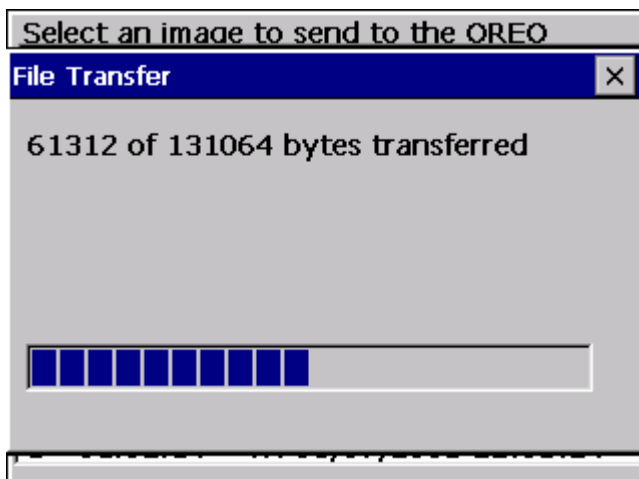 Select an image to send to the OREO
File Transfer
61312 of 131064 bytes transferred